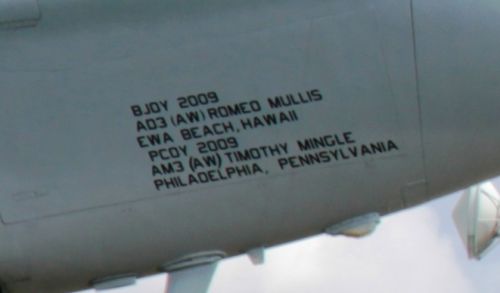 BJOY 2009
AD3 (AW) ROMEO MULLIS
EWA BEACH, HAWAII
PCOY 2009
AM3 (AW) TIMOTHY MINGLE
PHILADELPHIA, PENNSYLVANIA